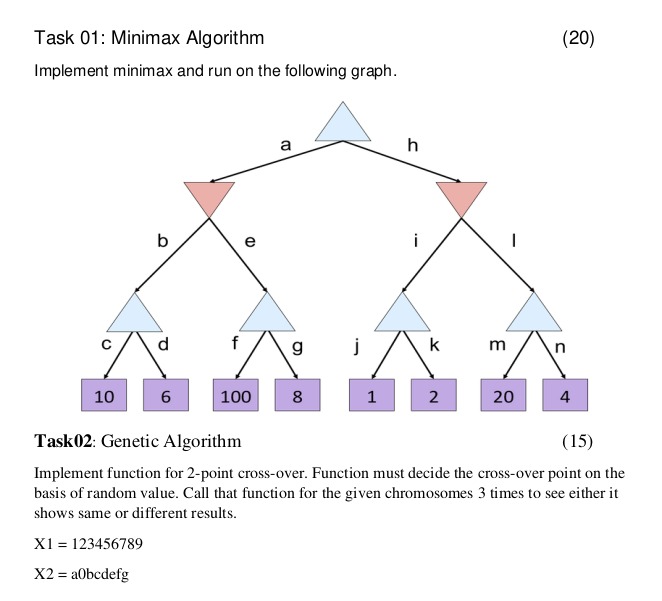 Task 01: Minimax Algorithm (20)
Implement minimax and run on the following graph.
a h
b e i l
c d f g j k m n
10 6 100 8 1 2 20 4
Task02: Genetic Algorithm (15)
Implement function for 2-point cross-over. Function must decide the cross-over point on the
basis of random value. Call that function for the given chromosomes 3 times to see either it
shows same or different results.
X1 = 123456789
X2 = a0bcdefg